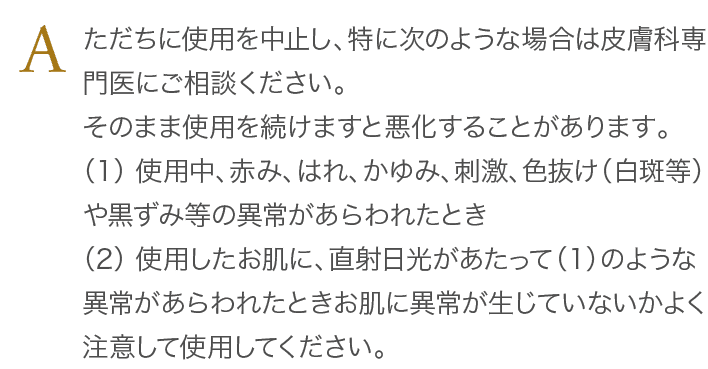 A ただちに使用を中止し、特に次のような場合は皮膚科専
門医にご相談ください。
そのまま使用を続けますと悪化することがあります。
（1） 使用中、赤み、はれ、かゆみ、刺激、色抜け（白斑等）
や黒ずみ等の異常があらわれたとき
（2） 使用したお肌に、直射日光があたって（1）のような
異常があらわれたときお肌に異常が生じていないかよく
注意して使用してください。